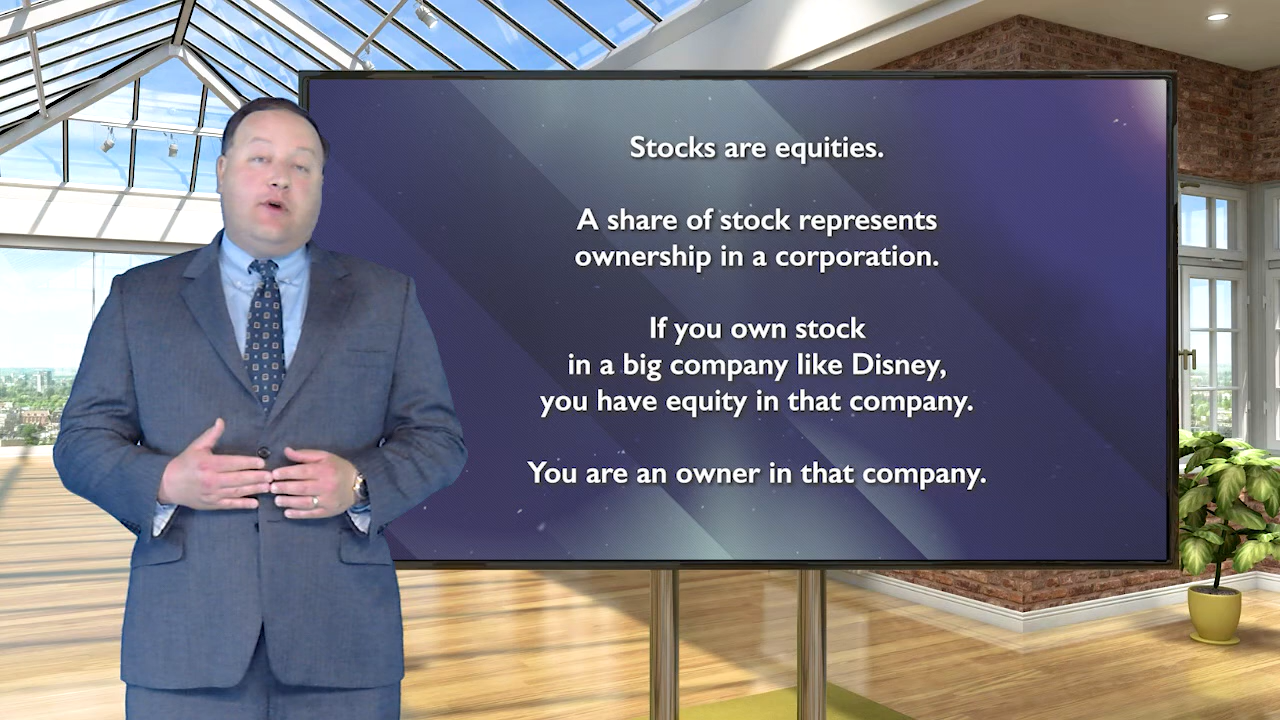 Stocks are equities.
A share of stock represents
ownership in a corporation.
If you own stock
in a big company like Disney,
you have equity in that company.
You are an owner in that company.